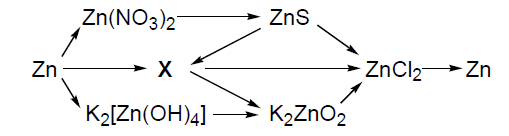 Zn(NO3)2 ZnS
Zn X ZnCl2 Zn
K2[Zn(OH)4] K2ZnO2